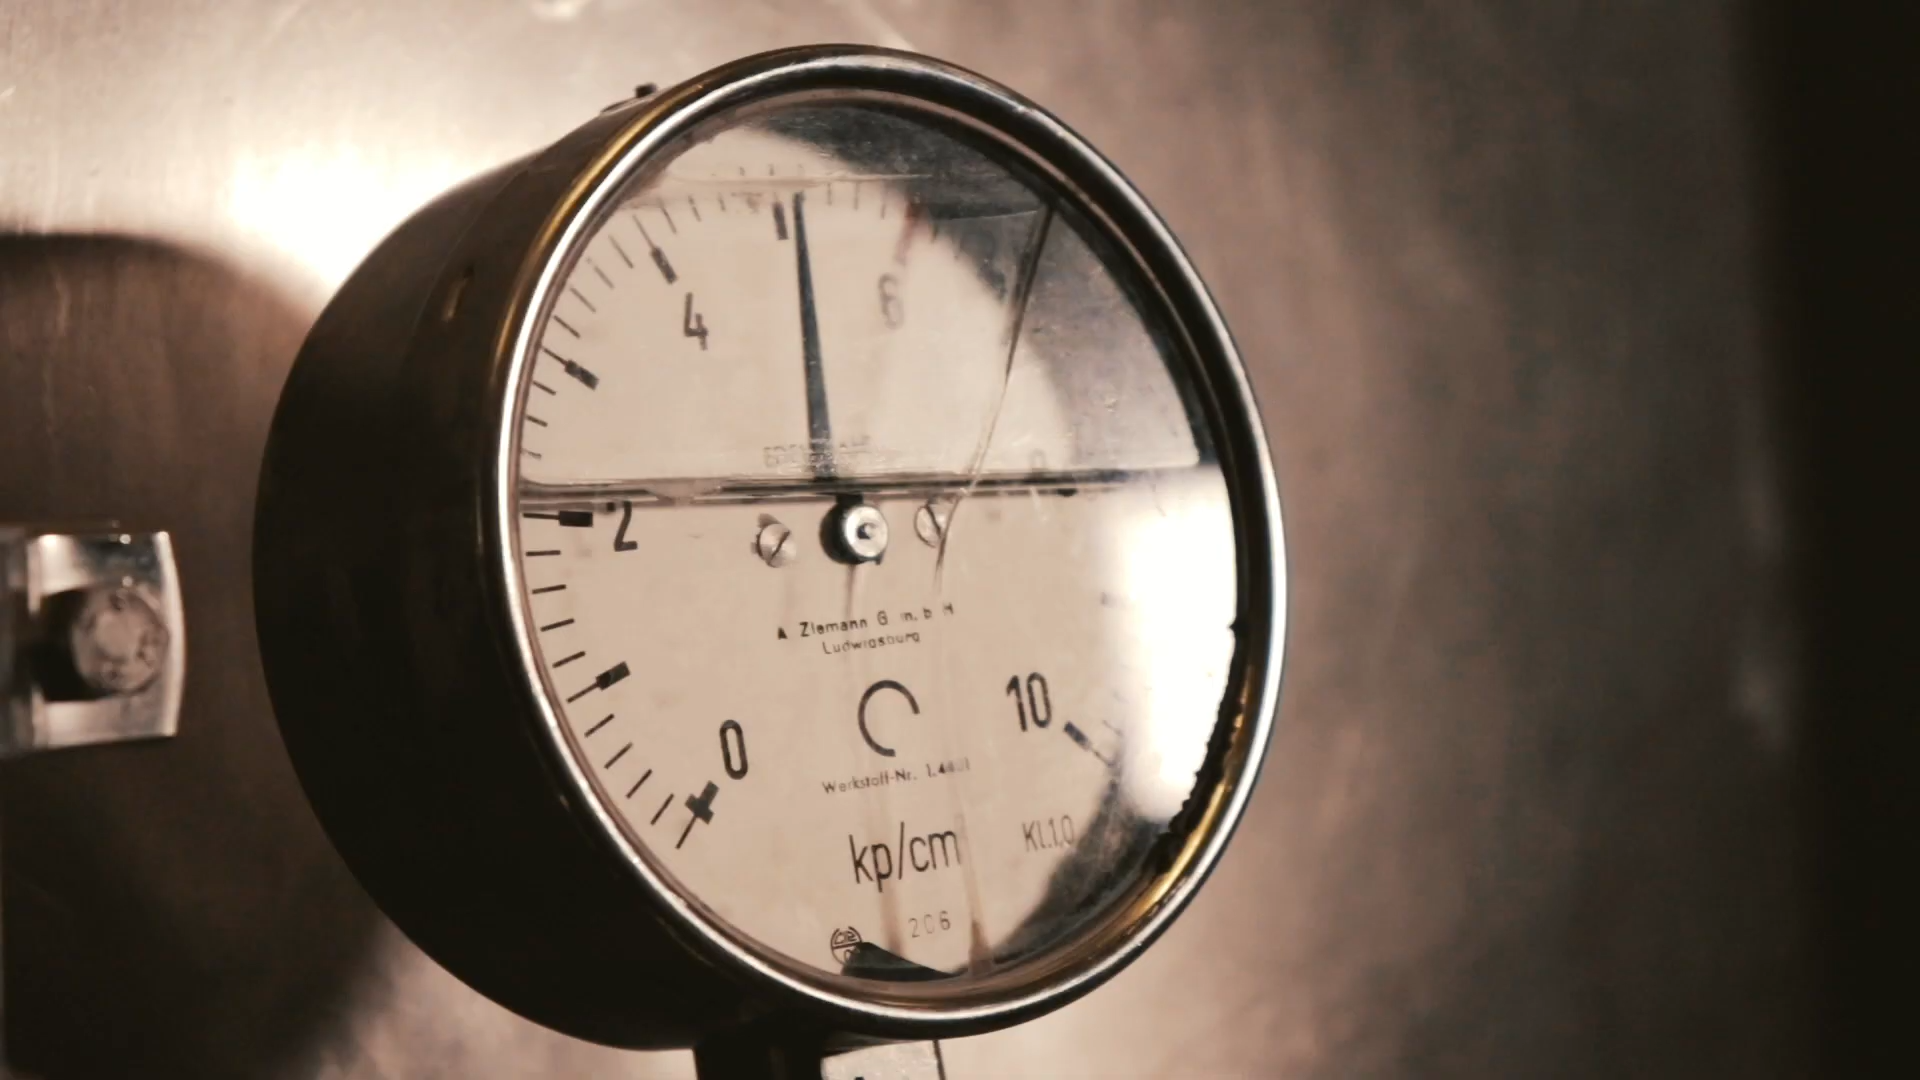 4
6
2
A Ziemann G.m.b.H
Ludwigsburg
0
10
Werkstoff-Nr. 1.4401
kp/cm
Kl.1,0
206